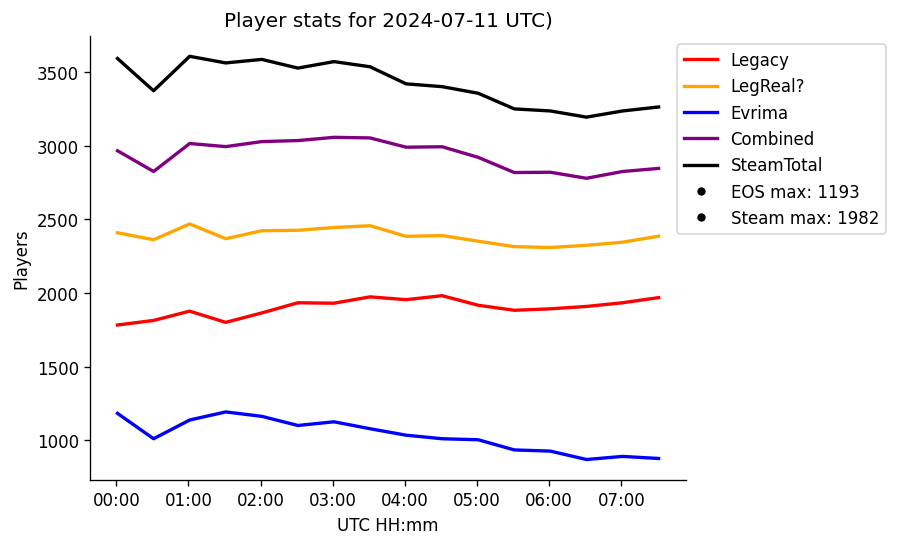 Player stats for 2024-07-11 UTC)
Players
3500
3000
2500
2000
1500
1000
00:00 01:00 02:00 03:00 04:00 05:00 06:00 07:00
UTC HH:mm
Legacy
LegReal?
Evrima
Combined
SteamTotal
EOS max: 1193
Steam max: 1982